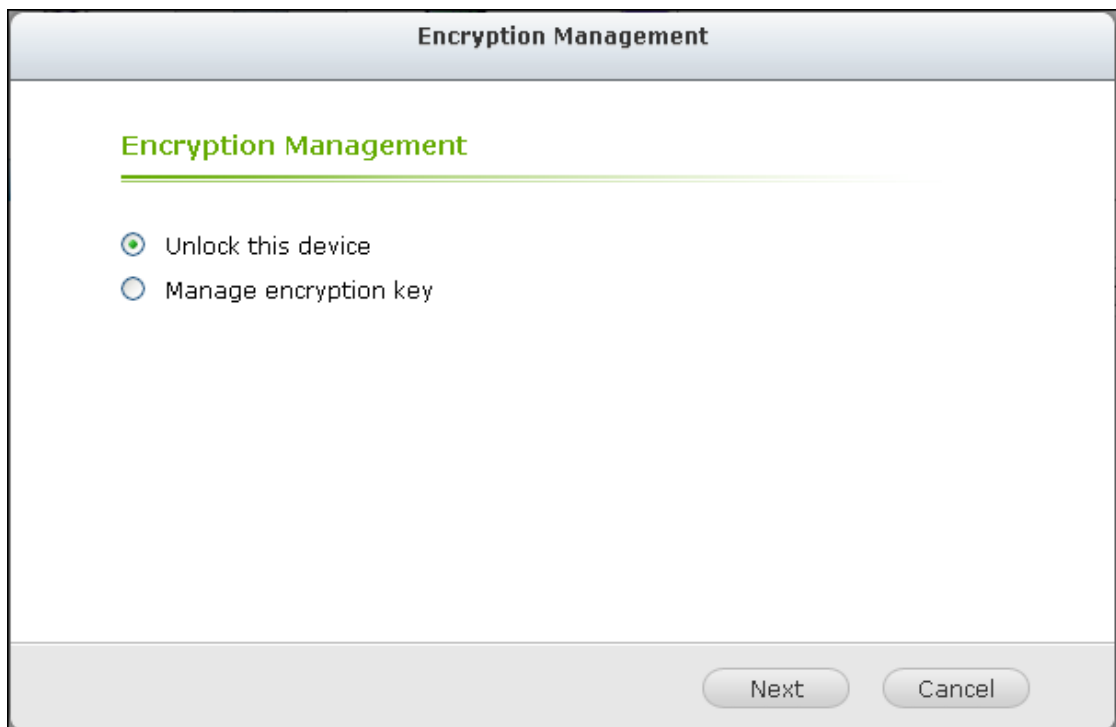 Encryption Management
Encryption Management
Unlock this device
Manage encryption key
Next Cancel